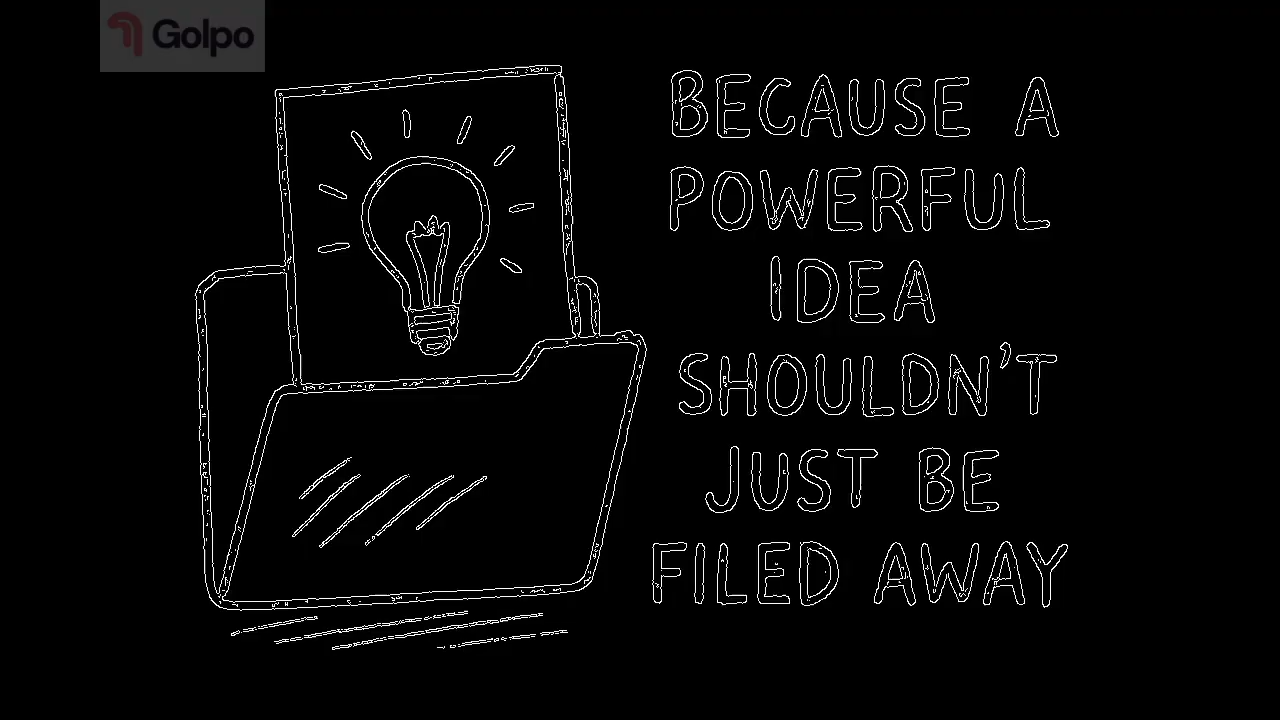 Golpo
BECAUSE A
POWERFUL
IDEA
SHOULDN'T
JUST BE
FILED AWAY